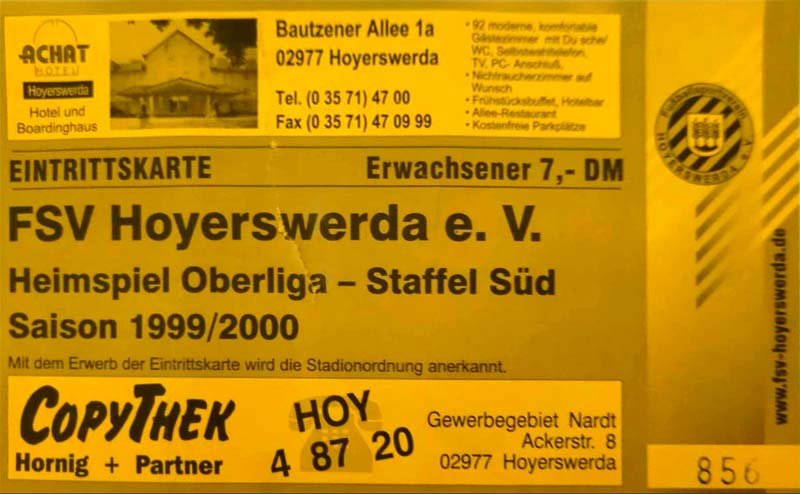 ACHAT
HOTEL
Hoyerswerda
Hotel und
Boardinghaus
Bautzener Allee 1a
02977 Hoyerswerda
Tel. (0 35 71) 47 00
Fax (0 35 71) 47 09 99
• 92 moderne, komfortable
Gästezimmer mit Du sche/
WC, Selbstwahltelefon,
TV, PC- Anschluß,
• Nichtraucherzimmer auf
Wunsch
• Frühstücksbuffet, Hotelbar
• Allee-Restaurant
• Kostenfreie Parkplätze
EINTRITTSKARTE Erwachsener 7,- DM
FSV Hoyerswerda e. V.
Heimspiel Oberliga – Staffel Süd
Saison 1999/2000
Mit dem Erwerb der Eintrittskarte wird die Stadionordnung anerkannt.
COPYTHEK
Hornig + Partner
HOY
4 87 20
Gewerbegebiet Nardt
Ackerstr. 8
02977 Hoyerswerda
HOYERSWERDA
www.fsv-hoyerswerda.de
856